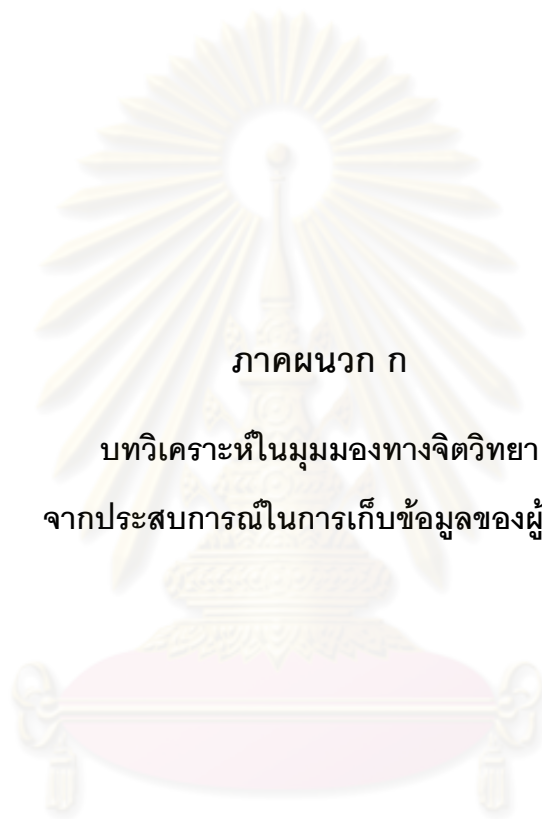 ภาคผนวก ก
บทวิเคราะห์ในมุมมองทางจิตวิทยา
จากประสบการณ์ในการเก็บข้อมูลของผู้